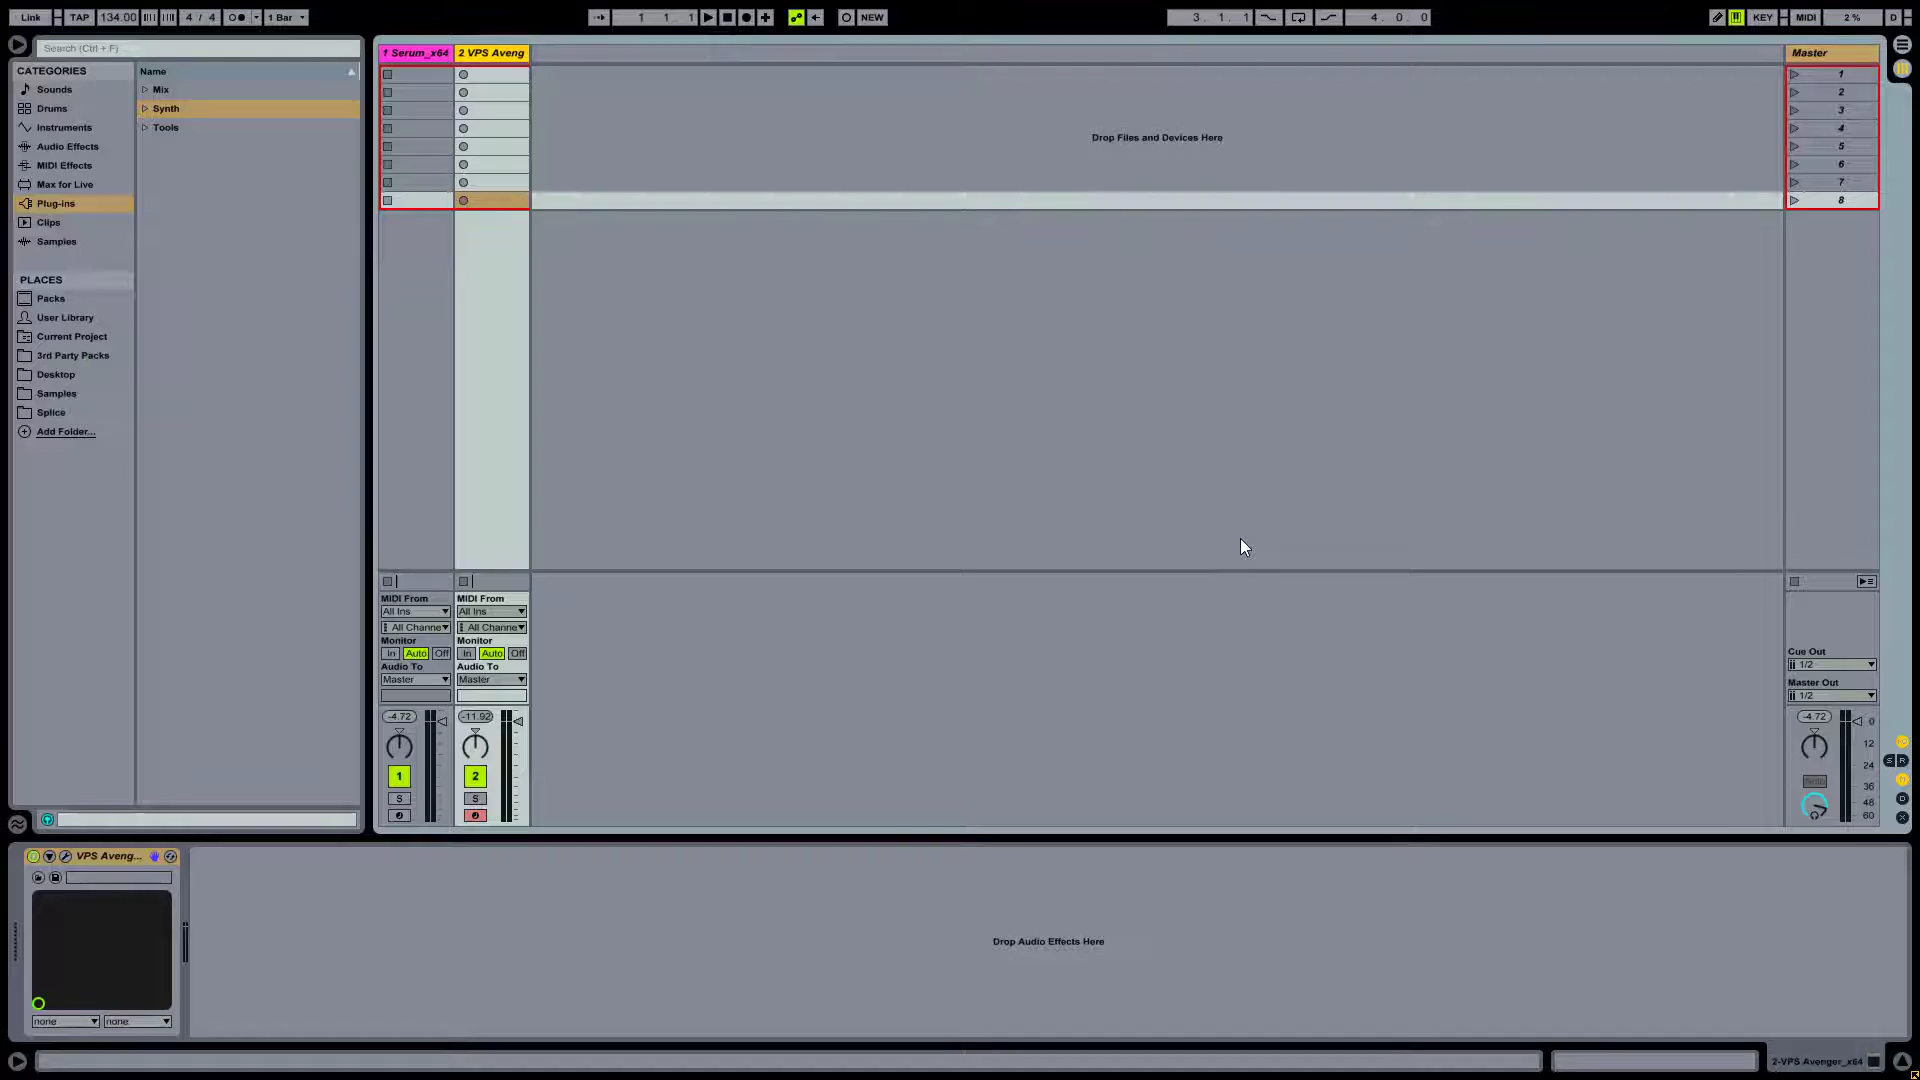 Link TAP 134.00 4 / 4 1 Bar 1. 1. 1 NEW 3. 1. 1 4. 0. 0 KEY MIDI 2 % D
Search (Ctrl + F)
CATEGORIES
Sounds
Drums
Instruments
Audio Effects
MIDI Effects
Max for Live
Plug-ins
Clips
Samples
PLACES
Packs
User Library
Current Project
3rd Party Packs
Desktop
Samples
Splice
Add Folder...
Name
Mix
Synth
Tools
1 Serum_x64 2 VPS Aveng
Drop Files and Devices Here
Master
1
2
3
4
5
6
7
8
MIDI From MIDI From
All Ins All Ins
All Channe All Channe
Monitor Monitor
In Auto Off In Auto Off
Audio To Audio To
Master Master
-4.72 -11.92
1 2
S S
Cue Out
1/2
Master Out
1/2
-4.72 0
12
24
Solo 36
48
60
S R
D
X
VPS Aveng...
none none
Drop Audio Effects Here
2-VPS Avenger_x64